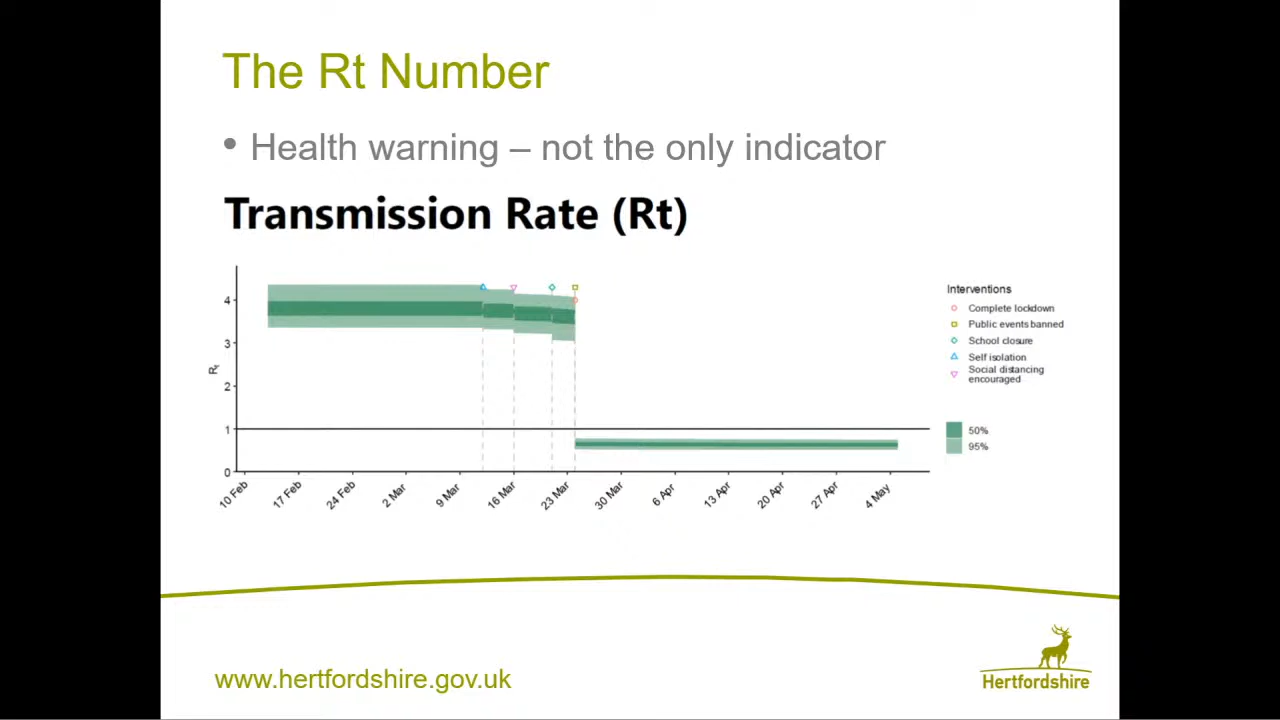 The Rt Number
• Health warning – not the only indicator
Transmission Rate (Rt)
Rt
4
3
2
1
0
10 Feb
17 Feb
24 Feb
2 Mar
9 Mar
16 Mar
23 Mar
30 Mar
6 Apr
13 Apr
20 Apr
27 Apr
4 May
Interventions
Complete lockdown
Public events banned
School closure
Self isolation
Social distancing
encouraged
50%
95%
www.hertfordshire.gov.uk
Hertfordshire